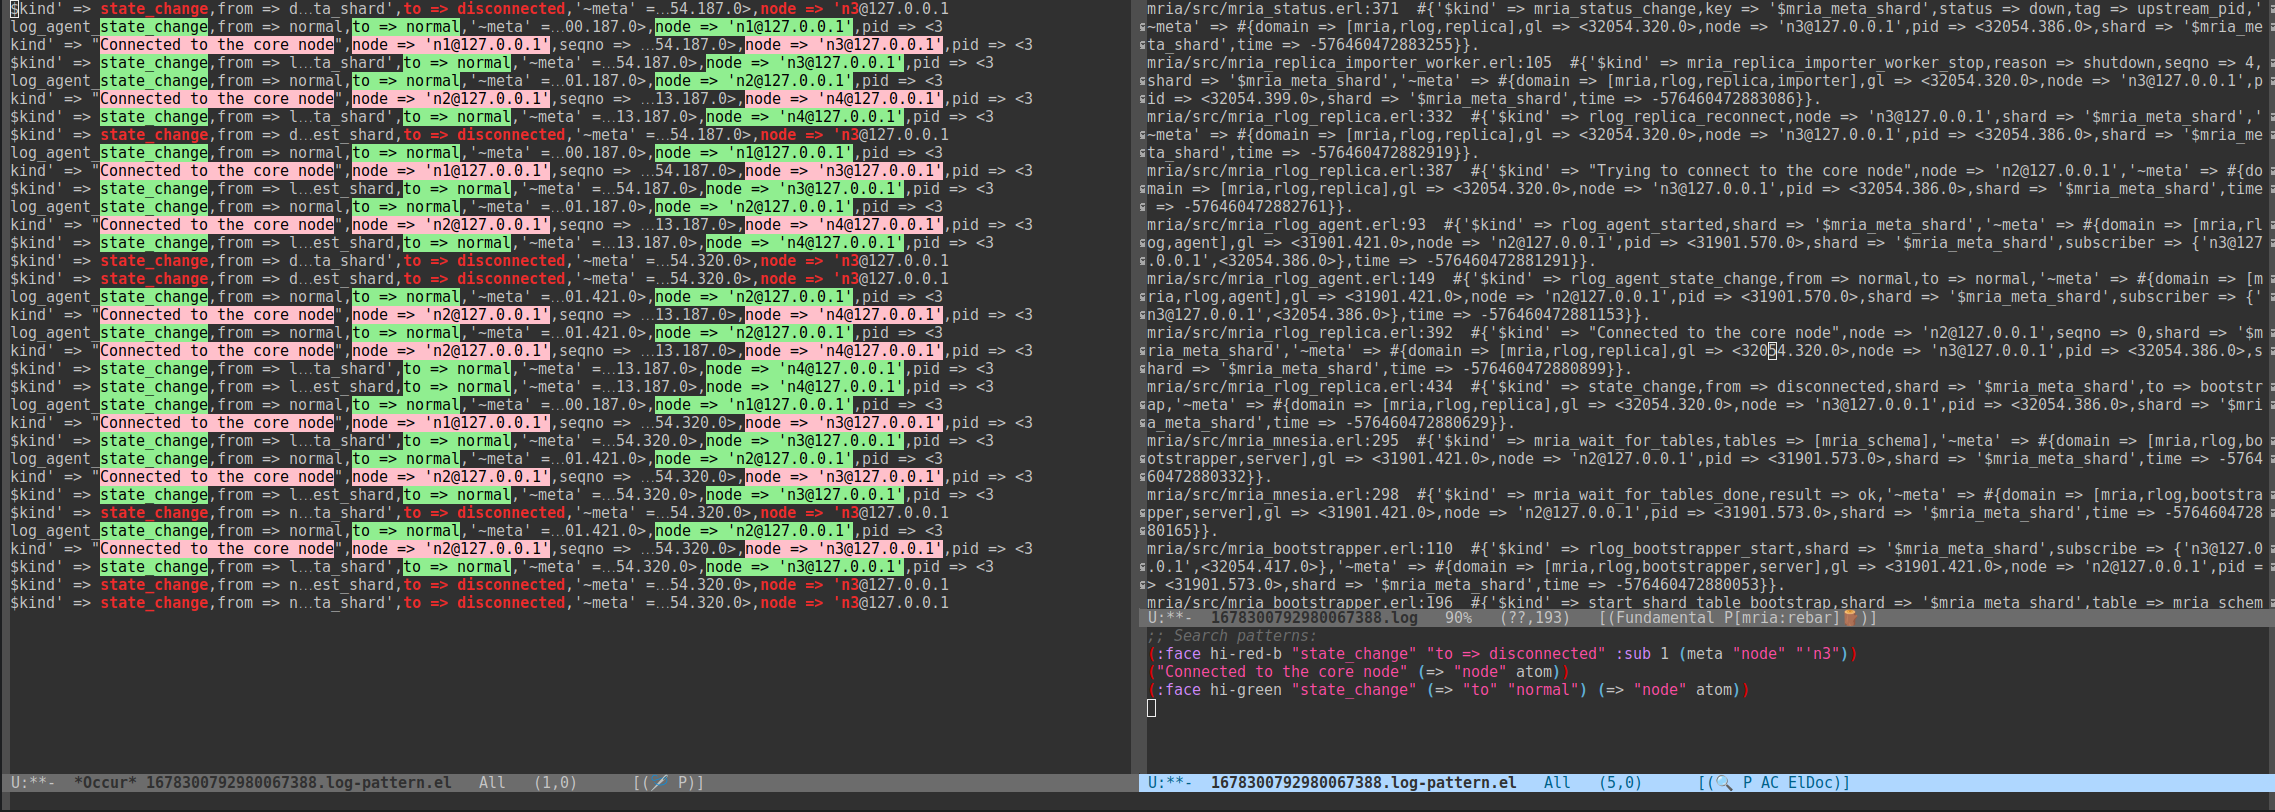 $kind' => state_change,from => d...ta_shard',to => disconnected,'~meta' =...54.187.0>,node => 'n3@127.0.0.1
log_agent_state_change,from => normal,to => normal,'~meta' =...00.187.0>,node => 'n1@127.0.0.1',pid => <3
kind' => "Connected to the core node",node => 'n1@127.0.0.1',seqno => ...54.187.0>,node => 'n3@127.0.0.1',pid => <3
$kind' => state_change,from => l...ta_shard',to => normal,'~meta' =...54.187.0>,node => 'n3@127.0.0.1',pid => <3
log_agent_state_change,from => normal,to => normal,'~meta' =...01.187.0>,node => 'n2@127.0.0.1',pid => <3
kind' => "Connected to the core node",node => 'n2@127.0.0.1',seqno => ...13.187.0>,node => 'n4@127.0.0.1',pid => <3
$kind' => state_change,from => l...ta_shard',to => normal,'~meta' =...13.187.0>,node => 'n4@127.0.0.1',pid => <3
$kind' => state_change,from => d...est_shard,to => disconnected,'~meta' =...54.187.0>,node => 'n3@127.0.0.1
log_agent_state_change,from => normal,to => normal,'~meta' =...00.187.0>,node => 'n1@127.0.0.1',pid => <3
kind' => "Connected to the core node",node => 'n1@127.0.0.1',seqno => ...54.187.0>,node => 'n3@127.0.0.1',pid => <3
$kind' => state_change,from => l...est_shard,to => normal,'~meta' =...54.187.0>,node => 'n3@127.0.0.1',pid => <3
log_agent_state_change,from => normal,to => normal,'~meta' =...01.187.0>,node => 'n2@127.0.0.1',pid => <3
kind' => "Connected to the core node",node => 'n2@127.0.0.1',seqno => ...13.187.0>,node => 'n4@127.0.0.1',pid => <3
$kind' => state_change,from => l...est_shard,to => normal,'~meta' =...13.187.0>,node => 'n4@127.0.0.1',pid => <3
$kind' => state_change,from => d...ta_shard',to => disconnected,'~meta' =...54.320.0>,node => 'n3@127.0.0.1
$kind' => state_change,from => d...est_shard,to => disconnected,'~meta' =...54.320.0>,node => 'n3@127.0.0.1
log_agent_state_change,from => normal,to => normal,'~meta' =...01.421.0>,node => 'n2@127.0.0.1',pid => <3
kind' => "Connected to the core node",node => 'n2@127.0.0.1',seqno => ...13.187.0>,node => 'n4@127.0.0.1',pid => <3
log_agent_state_change,from => normal,to => normal,'~meta' =...01.421.0>,node => 'n2@127.0.0.1',pid => <3
kind' => "Connected to the core node",node => 'n2@127.0.0.1',seqno => ...13.187.0>,node => 'n4@127.0.0.1',pid => <3
$kind' => state_change,from => l...ta_shard',to => normal,'~meta' =...13.187.0>,node => 'n4@127.0.0.1',pid => <3
$kind' => state_change,from => l...est_shard,to => normal,'~meta' =...13.187.0>,node => 'n4@127.0.0.1',pid => <3
log_agent_state_change,from => normal,to => normal,'~meta' =...00.187.0>,node => 'n1@127.0.0.1',pid => <3
kind' => "Connected to the core node",node => 'n1@127.0.0.1',seqno => ...54.320.0>,node => 'n3@127.0.0.1',pid => <3
$kind' => state_change,from => l...ta_shard',to => normal,'~meta' =...54.320.0>,node => 'n3@127.0.0.1',pid => <3
log_agent_state_change,from => normal,to => normal,'~meta' =...01.421.0>,node => 'n2@127.0.0.1',pid => <3
kind' => "Connected to the core node",node => 'n2@127.0.0.1',seqno => ...54.320.0>,node => 'n3@127.0.0.1',pid => <3
$kind' => state_change,from => l...est_shard,to => normal,'~meta' =...54.320.0>,node => 'n3@127.0.0.1',pid => <3
$kind' => state_change,from => n...ta_shard',to => disconnected,'~meta' =...54.320.0>,node => 'n3@127.0.0.1
log_agent_state_change,from => normal,to => normal,'~meta' =...01.421.0>,node => 'n2@127.0.0.1',pid => <3
kind' => "Connected to the core node",node => 'n2@127.0.0.1',seqno => ...54.320.0>,node => 'n3@127.0.0.1',pid => <3
$kind' => state_change,from => l...ta_shard',to => normal,'~meta' =...54.320.0>,node => 'n3@127.0.0.1',pid => <3
$kind' => state_change,from => n...est_shard,to => disconnected,'~meta' =...54.320.0>,node => 'n3@127.0.0.1
$kind' => state_change,from => n...ta_shard',to => disconnected,'~meta' =...54.320.0>,node => 'n3@127.0.0.1
U:**-  *Occur* 1678300792980067388.log-pattern.el   All   (1,0)      [( P)]
mria/src/mria_status.erl:371  #{'$kind' => mria_status_change,key => '$mria_meta_shard',status => down,tag => upstream_pid,'
~meta' => #{domain => [mria,rlog,replica],gl => <32054.320.0>,node => 'n3@127.0.0.1',pid => <32054.386.0>,shard => '$mria_me
ta_shard',time => -576460472883255}}.
mria/src/mria_replica_importer_worker.erl:105  #{'$kind' => mria_replica_importer_worker_stop,reason => shutdown,seqno => 4,
shard => '$mria_meta_shard','~meta' => #{domain => [mria,rlog,replica,importer],gl => <32054.320.0>,node => 'n3@127.0.0.1',p
id => <32054.399.0>,shard => '$mria_meta_shard',time => -576460472883086}}.
mria/src/mria_rlog_replica.erl:332  #{'$kind' => rlog_replica_reconnect,node => 'n3@127.0.0.1',shard => '$mria_meta_shard','
~meta' => #{domain => [mria,rlog,replica],gl => <32054.320.0>,node => 'n3@127.0.0.1',pid => <32054.386.0>,shard => '$mria_me
ta_shard',time => -576460472882919}}.
mria/src/mria_rlog_replica.erl:387  #{'$kind' => "Trying to connect to the core node",node => 'n2@127.0.0.1','~meta' => #{do
main => [mria,rlog,replica],gl => <32054.320.0>,node => 'n3@127.0.0.1',pid => <32054.386.0>,shard => '$mria_meta_shard',time
 => -576460472882761}}.
mria/src/mria_rlog_agent.erl:93  #{'$kind' => rlog_agent_started,shard => '$mria_meta_shard','~meta' => #{domain => [mria,rl
og,agent],gl => <31901.421.0>,node => 'n2@127.0.0.1',pid => <31901.570.0>,shard => '$mria_meta_shard',subscriber => {'n3@127
.0.0.1',<32054.386.0>},time => -576460472881291}}.
mria/src/mria_rlog_agent.erl:149  #{'$kind' => rlog_agent_state_change,from => normal,to => normal,'~meta' => #{domain => [m
ria,rlog,agent],gl => <31901.421.0>,node => 'n2@127.0.0.1',pid => <31901.570.0>,shard => '$mria_meta_shard',subscriber => {'
n3@127.0.0.1',<32054.386.0>},time => -576460472881153}}.
mria/src/mria_rlog_replica.erl:392  #{'$kind' => "Connected to the core node",node => 'n2@127.0.0.1',seqno => 0,shard => '$m
ria_meta_shard','~meta' => #{domain => [mria,rlog,replica],gl => <32054.320.0>,node => 'n3@127.0.0.1',pid => <32054.386.0>,s
hard => '$mria_meta_shard',time => -576460472880899}}.
mria/src/mria_rlog_replica.erl:434  #{'$kind' => state_change,from => disconnected,shard => '$mria_meta_shard',to => bootstr
ap,'~meta' => #{domain => [mria,rlog,replica],gl => <32054.320.0>,node => 'n3@127.0.0.1',pid => <32054.386.0>,shard => '$mri
a_meta_shard',time => -576460472880629}}.
mria/src/mria_mnesia.erl:295  #{'$kind' => mria_wait_for_tables,tables => [mria_schema],'~meta' => #{domain => [mria,rlog,bo
otstrapper,server],gl => <31901.421.0>,node => 'n2@127.0.0.1',pid => <31901.573.0>,shard => '$mria_meta_shard',time => -5764
60472880332}}.
mria/src/mria_mnesia.erl:298  #{'$kind' => mria_wait_for_tables_done,result => ok,'~meta' => #{domain => [mria,rlog,bootstra
pper,server],gl => <31901.421.0>,node => 'n2@127.0.0.1',pid => <31901.573.0>,shard => '$mria_meta_shard',time => -5764604728
80165}}.
mria/src/mria_bootstrapper.erl:110  #{'$kind' => rlog_bootstrapper_start,shard => '$mria_meta_shard',subscribe => {'n3@127.0
.0.1',<32054.417.0>},'~meta' => #{domain => [mria,rlog,bootstrapper,server],gl => <31901.421.0>,node => 'n2@127.0.0.1',pid =
> <31901.573.0>,shard => '$mria_meta_shard',time => -576460472880053}}.
mria/src/mria_bootstrapper.erl:196  #{'$kind' => start_shard_table_bootstrap,shard => '$mria_meta_shard',table => mria_schem
U:**-  1678300792980067388.log   90%   (??,193)   [(Fundamental P[mria:rebar])]
;; Search patterns:
(:face hi-red-b "state_change" "to => disconnected" :sub 1 (meta "node" "'n3"))
("Connected to the core node" (=> "node" atom))
(:face hi-green "state_change" (=> "to" "normal") (=> "node" atom))
U:**-  1678300792980067388.log-pattern.el   All   (5,0)      [( P AC ElDoc)]